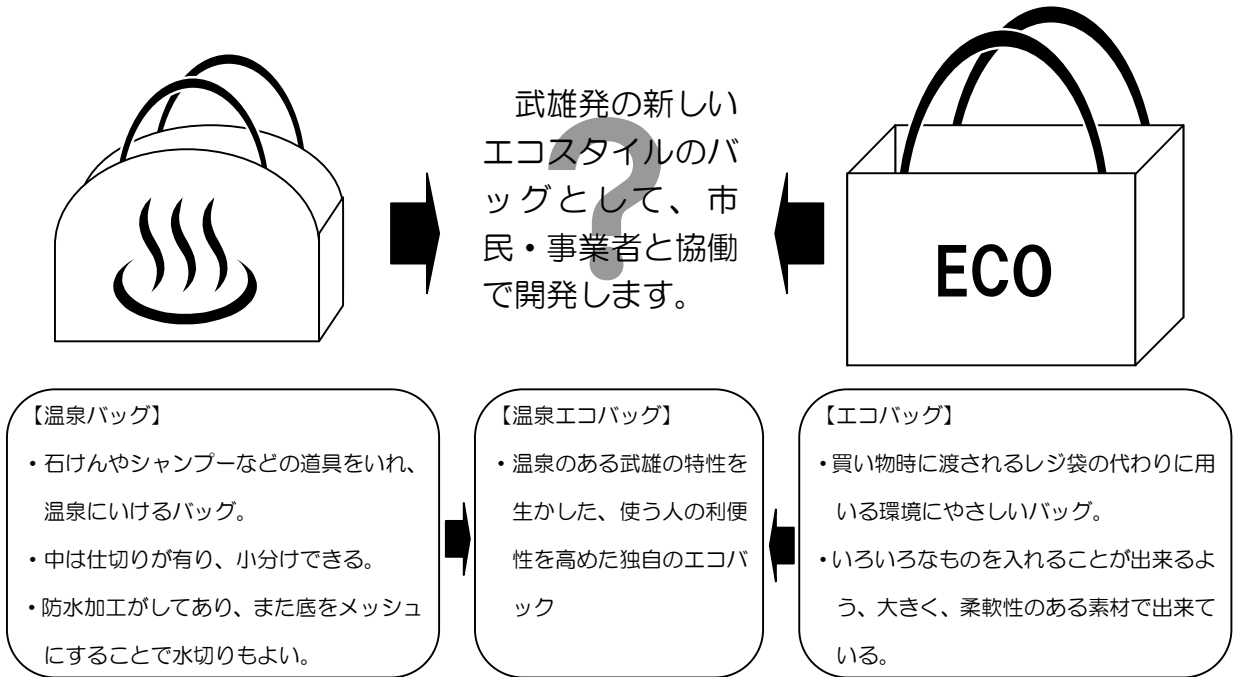 武雄発の新しい
エコスタイルのバ
ッグとして、市
民・事業者と協働
で開発します。
?
ECO
【温泉バッグ】
・石けんやシャンプーなどの道具をいれ、
温泉にいけるバッグ。
・中は仕切りが有り、小分けできる。
・防水加工がしてあり、また底をメッシュ
にすることで水切りもよい。
【温泉エコバッグ】
・温泉のある武雄の特性を
生かした、使う人の利便
性を高めた独自のエコバ
ック
【エコバッグ】
・買い物時に渡されるレジ袋の代わりに用
いる環境にやさしいバッグ。
・いろいろなものを入れることが出来るよ
う、大きく、柔軟性のある素材で出来て
いる。